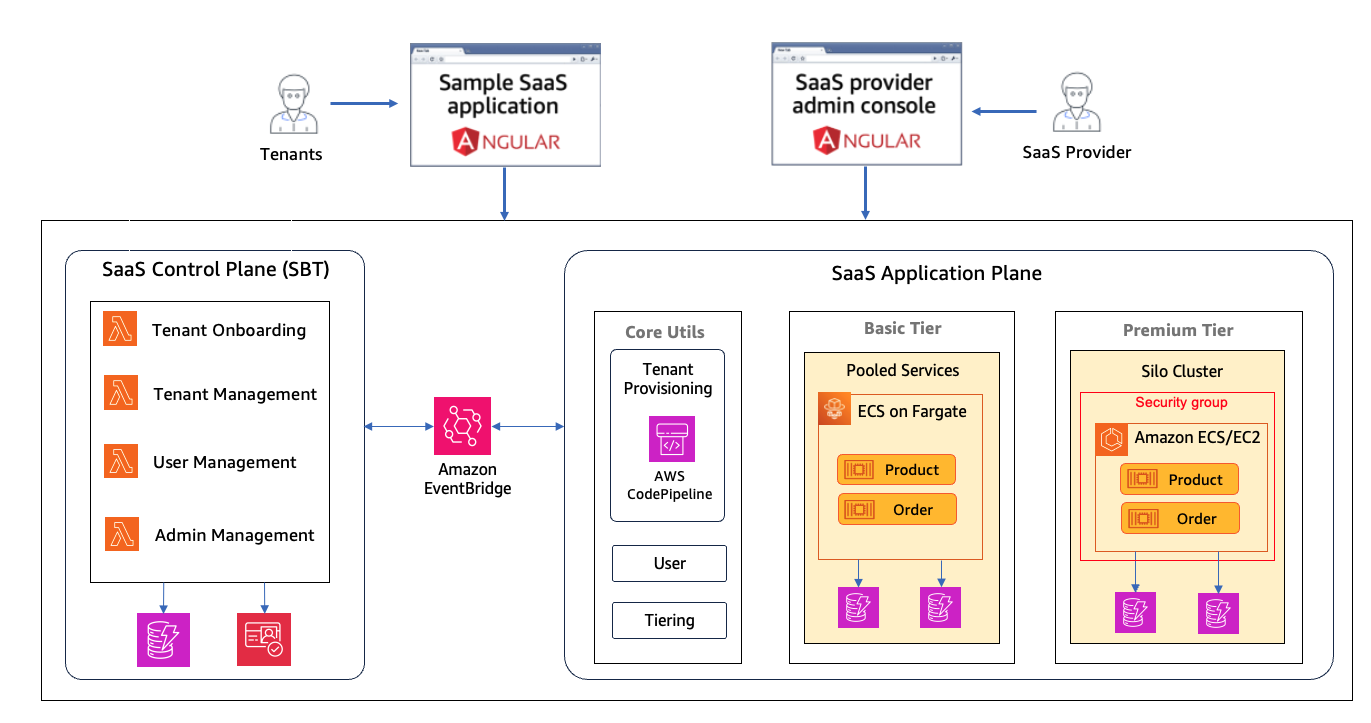 Sample SaaS
application
ANGULAR
SaaS provider
admin console
ANGULAR
Tenants
SaaS Provider
SaaS Control Plane (SBT)
Tenant Onboarding
Tenant Management
User Management
Admin Management
Amazon
EventBridge
SaaS Application Plane
Core Utils
Tenant
Provisioning
AWS
CodePipeline
User
Tiering
Basic Tier
Pooled Services
ECS on Fargate
Product
Order
Premium Tier
Silo Cluster
Security group
Amazon ECS/EC2
Product
Order